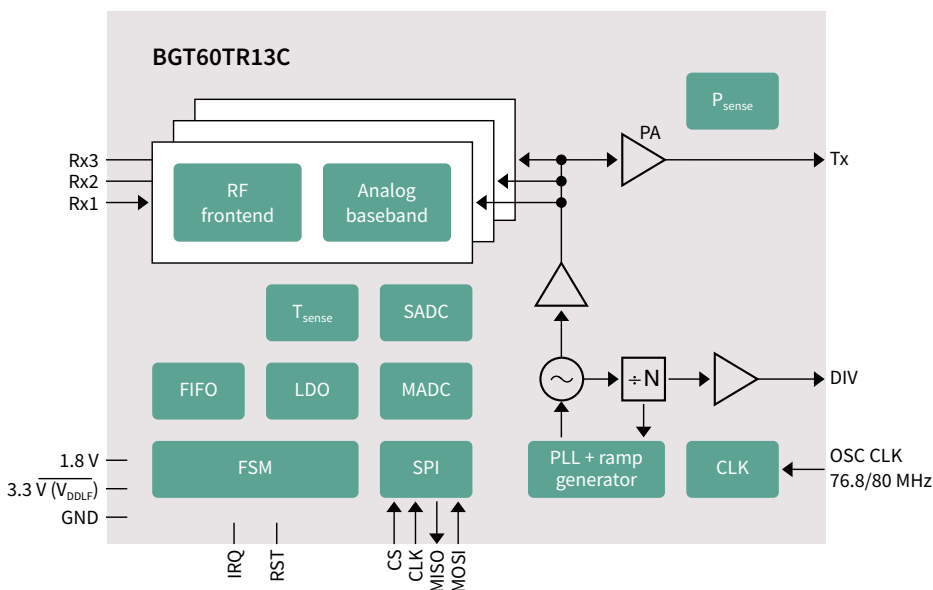 BGT60TR13C
Psense
PA
Rx3
Rx2
Rx1
RF
frontend
Analog
baseband
Tx
Tsense
SADC
FIFO
LDO
MADC
~
÷N
DIV
FSM
SPI
PLL + ramp
generator
CLK
OSC CLK
76.8/80 MHz
1.8 V
3.3 V (VDDLF)
GND
IRQ
RST
CS
CLK
MISO
MOSI